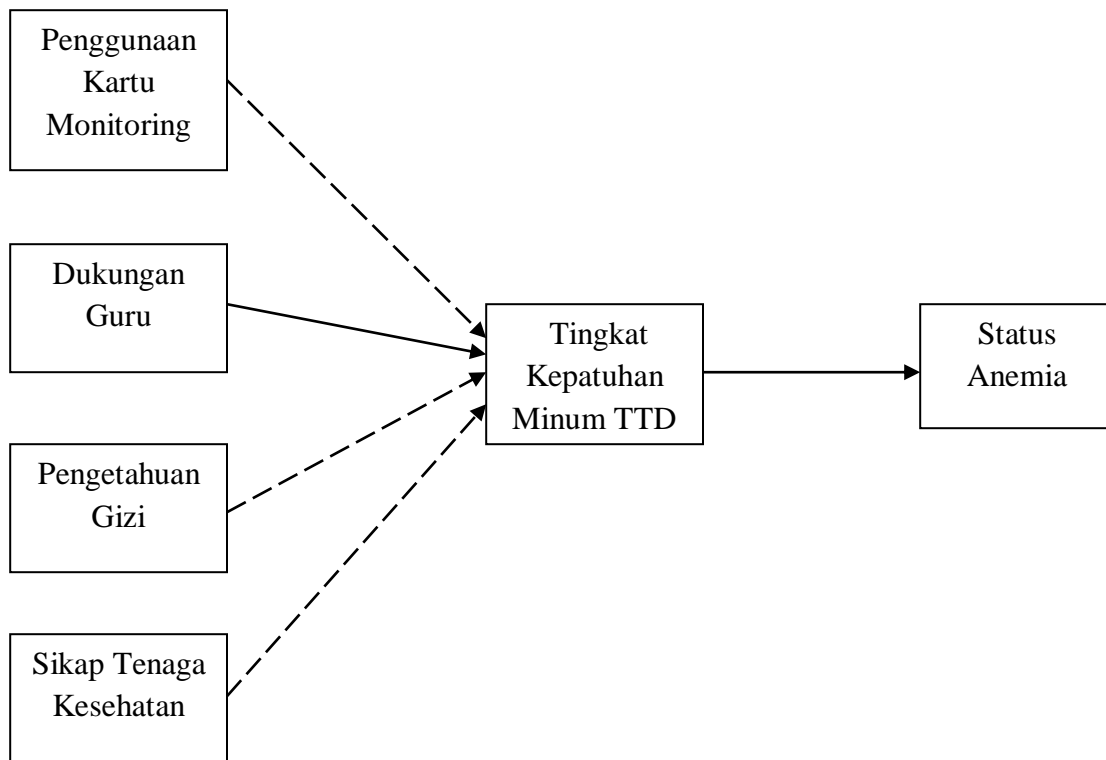 Penggunaan
Kartu
Monitoring
Dukungan
Guru
Pengetahuan
Gizi
Sikap Tenaga
Kesehatan
Tingkat
Kepatuhan
Minum TTD
Status
Anemia